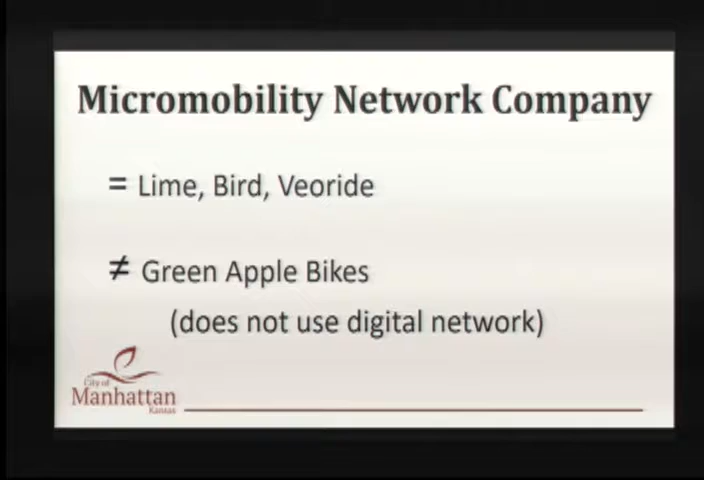 Micromobility Network Company
= Lime, Bird, Veoride
≠ Green Apple Bikes
(does not use digital network)
City of
Manhattan
Kansas